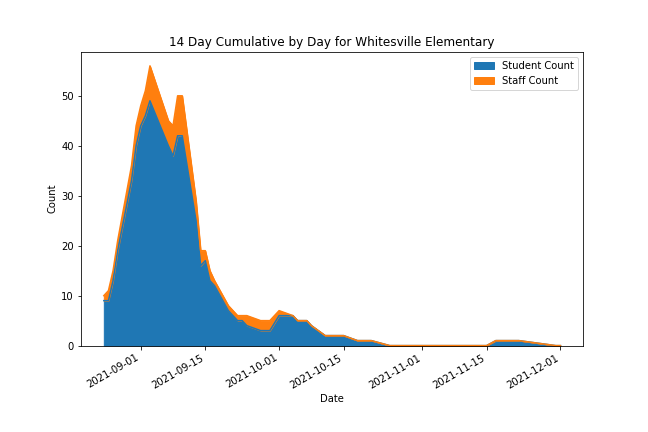 14 Day Cumulative by Day for Whitesville Elementary
Student Count
Staff Count
Count
50
40
30
20
10
0
2021-09-01
2021-09-15
2021-10-01
2021-10-15
2021-11-01
2021-11-15
2021-12-01
Date